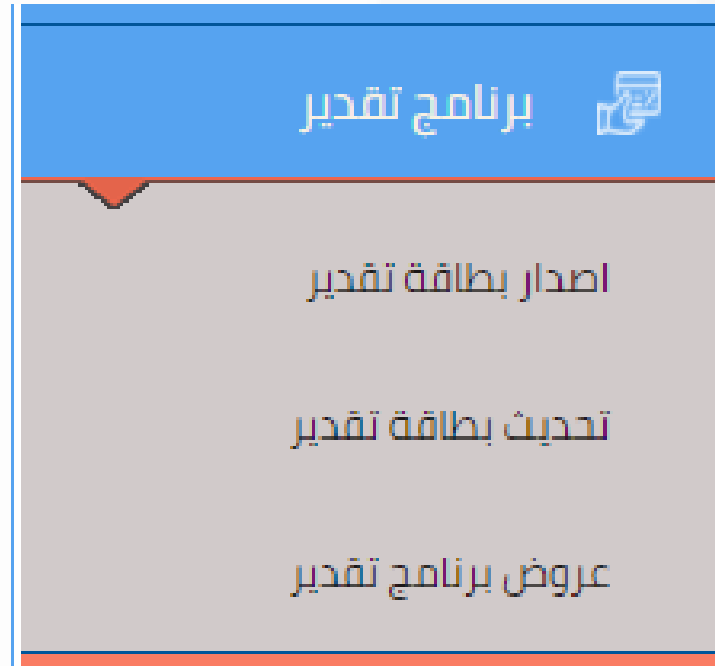 برنامج تقدير
اصدار بطاقة تقدير
تحديث بطاقة تقدير
عروض برنامج تقدير